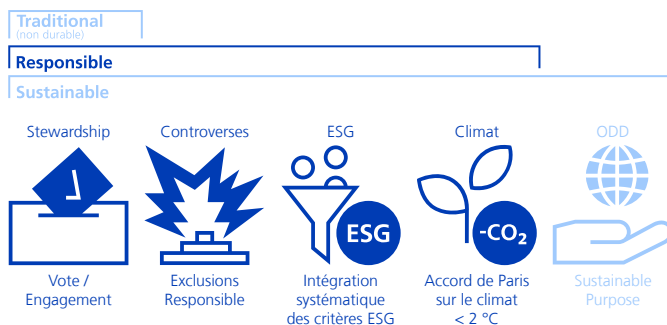 Traditional
(non durable)
Responsible
Sustainable
Stewardship
Controverses
ESG
Climat
ODD
ESG
-CO₂
Vote /
Engagement
Exclusions
Responsible
Intégration
systématique
des critères ESG
Accord de Paris
sur le climat
< 2 °C
Sustainable
Purpose